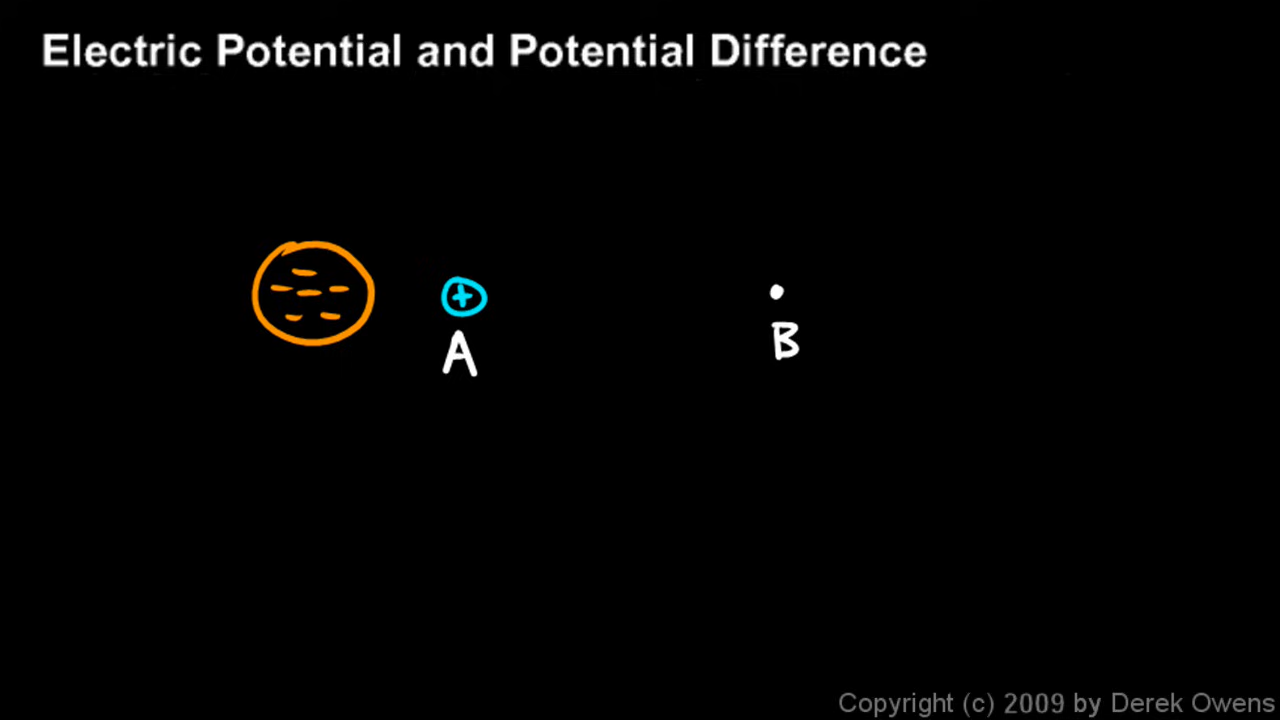 Electric Potential and Potential Difference
+
A
B
Copyright (c) 2009 by Derek Owens